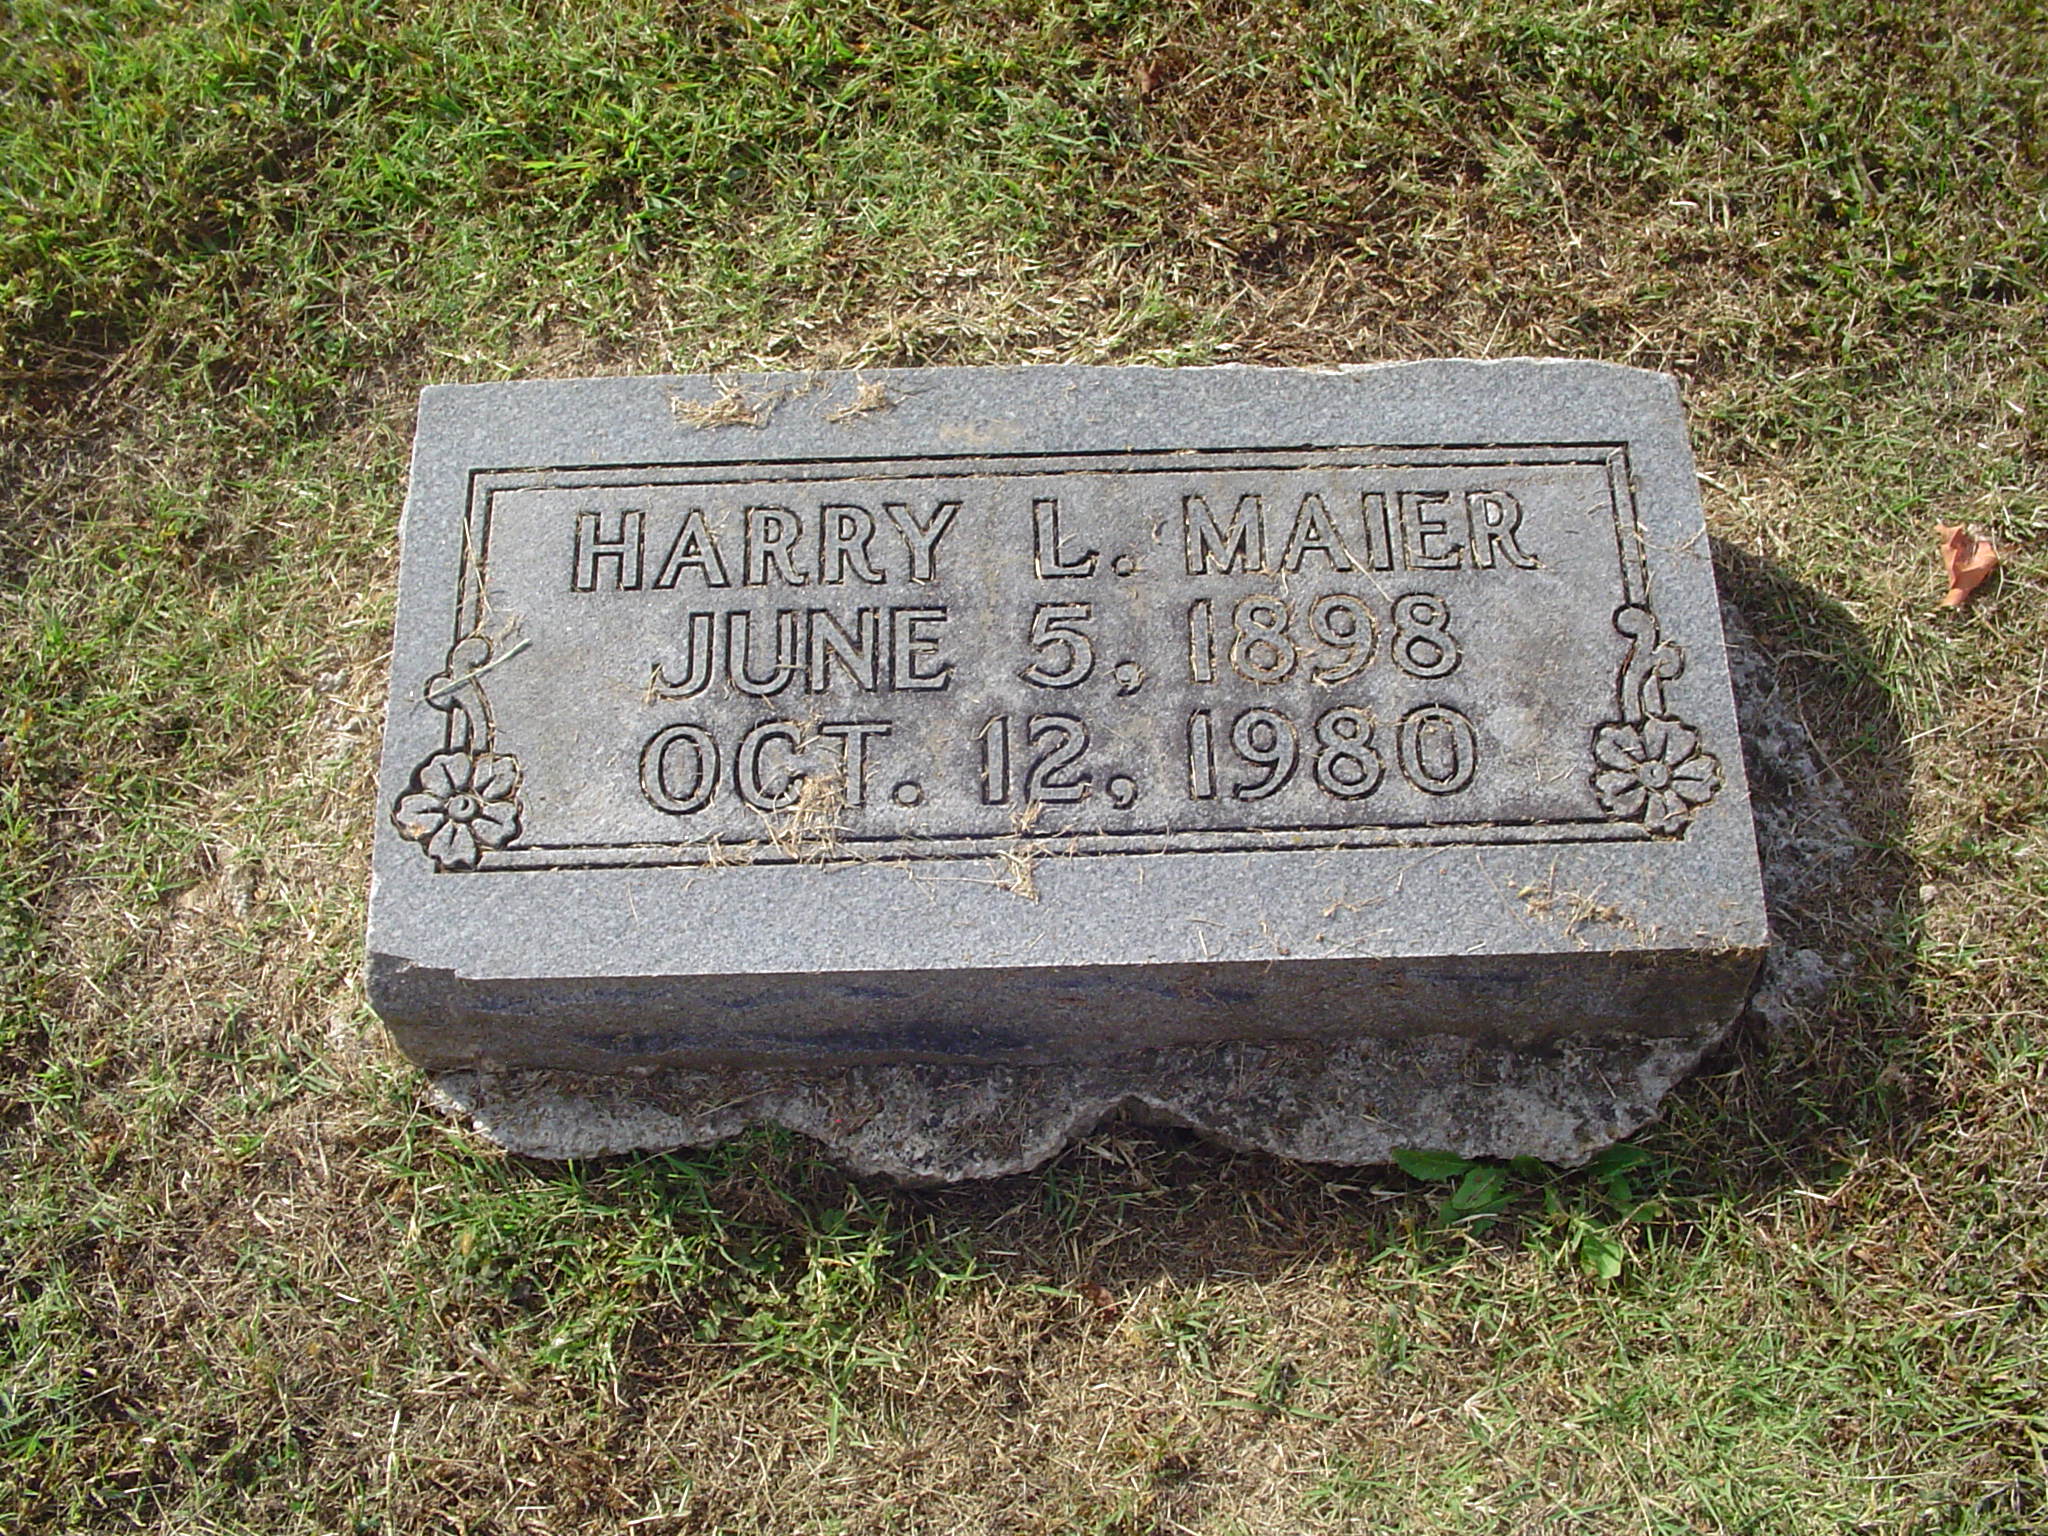 HARRY L. MAIER
JUNE 5, 1898
OCT. 12, 1980